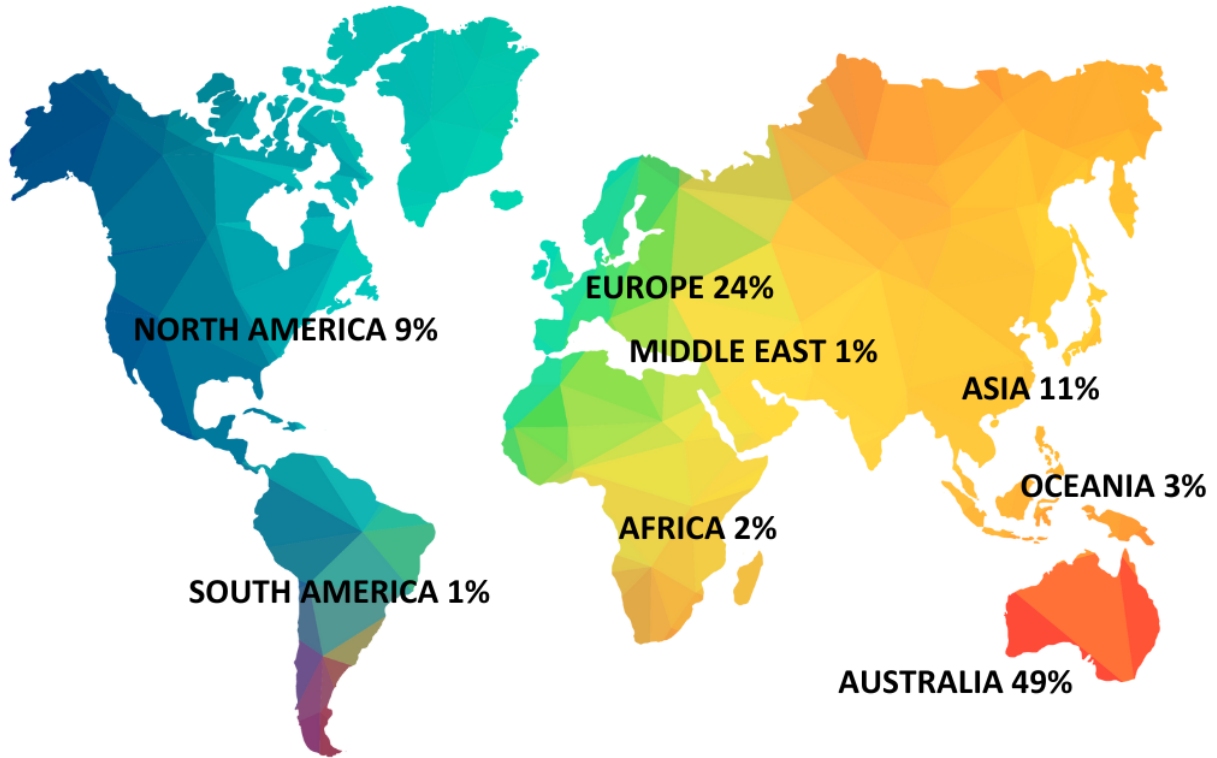 EUROPE 24%
NORTH AMERICA 9%
MIDDLE EAST 1%
ASIA 11%
OCEANIA 3%
AFRICA 2%
SOUTH AMERICA 1%
AUSTRALIA 49%